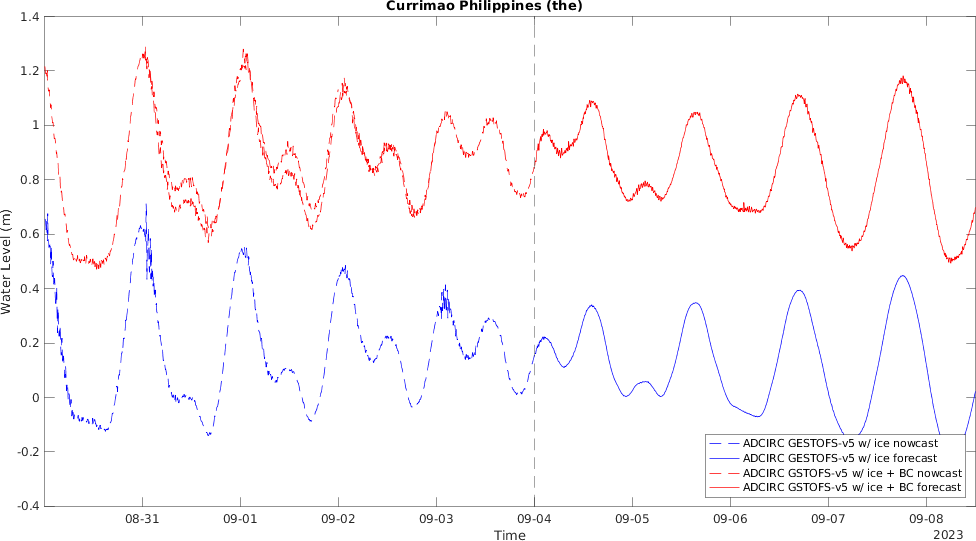 Currimao Philippines (the)
1.4
1.2
1
0.8
0.6
0.4
0.2
0
-0.2
-0.4
Water Level (m)
08-31 09-01 09-02 09-03 09-04 09-05 09-06 09-07 09-08
Time
2023
ADCIRC GESTOFS-v5 w/ ice nowcast
ADCIRC GESTOFS-v5 w/ ice forecast
ADCIRC GSTOFS-v5 w/ ice + BC nowcast
ADCIRC GSTOFS-v5 w/ ice + BC forecast